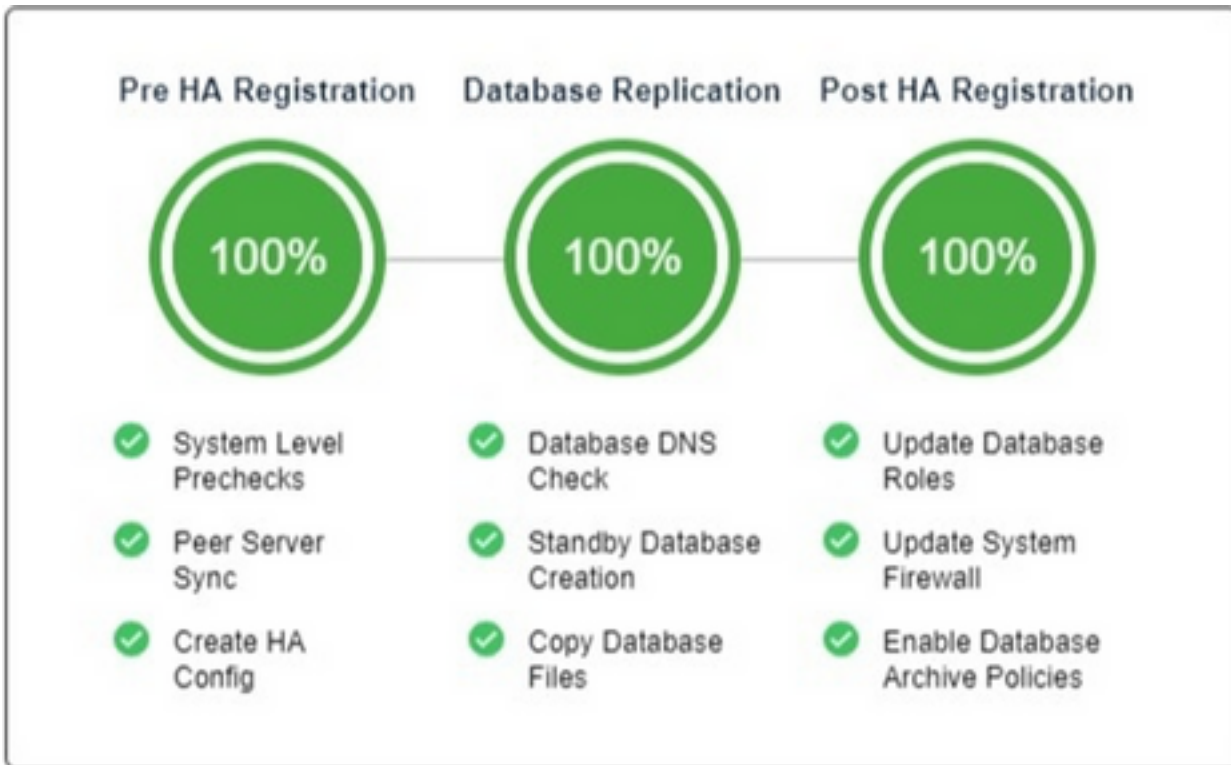 Pre HA Registration
100%
System Level
Prechecks
Peer Server
Sync
Create HA
Config
Database Replication
100%
Database DNS
Check
Standby Database
Creation
Copy Database
Files
Post HA Registration
100%
Update Database
Roles
Update System
Firewall
Enable Database
Archive Policies